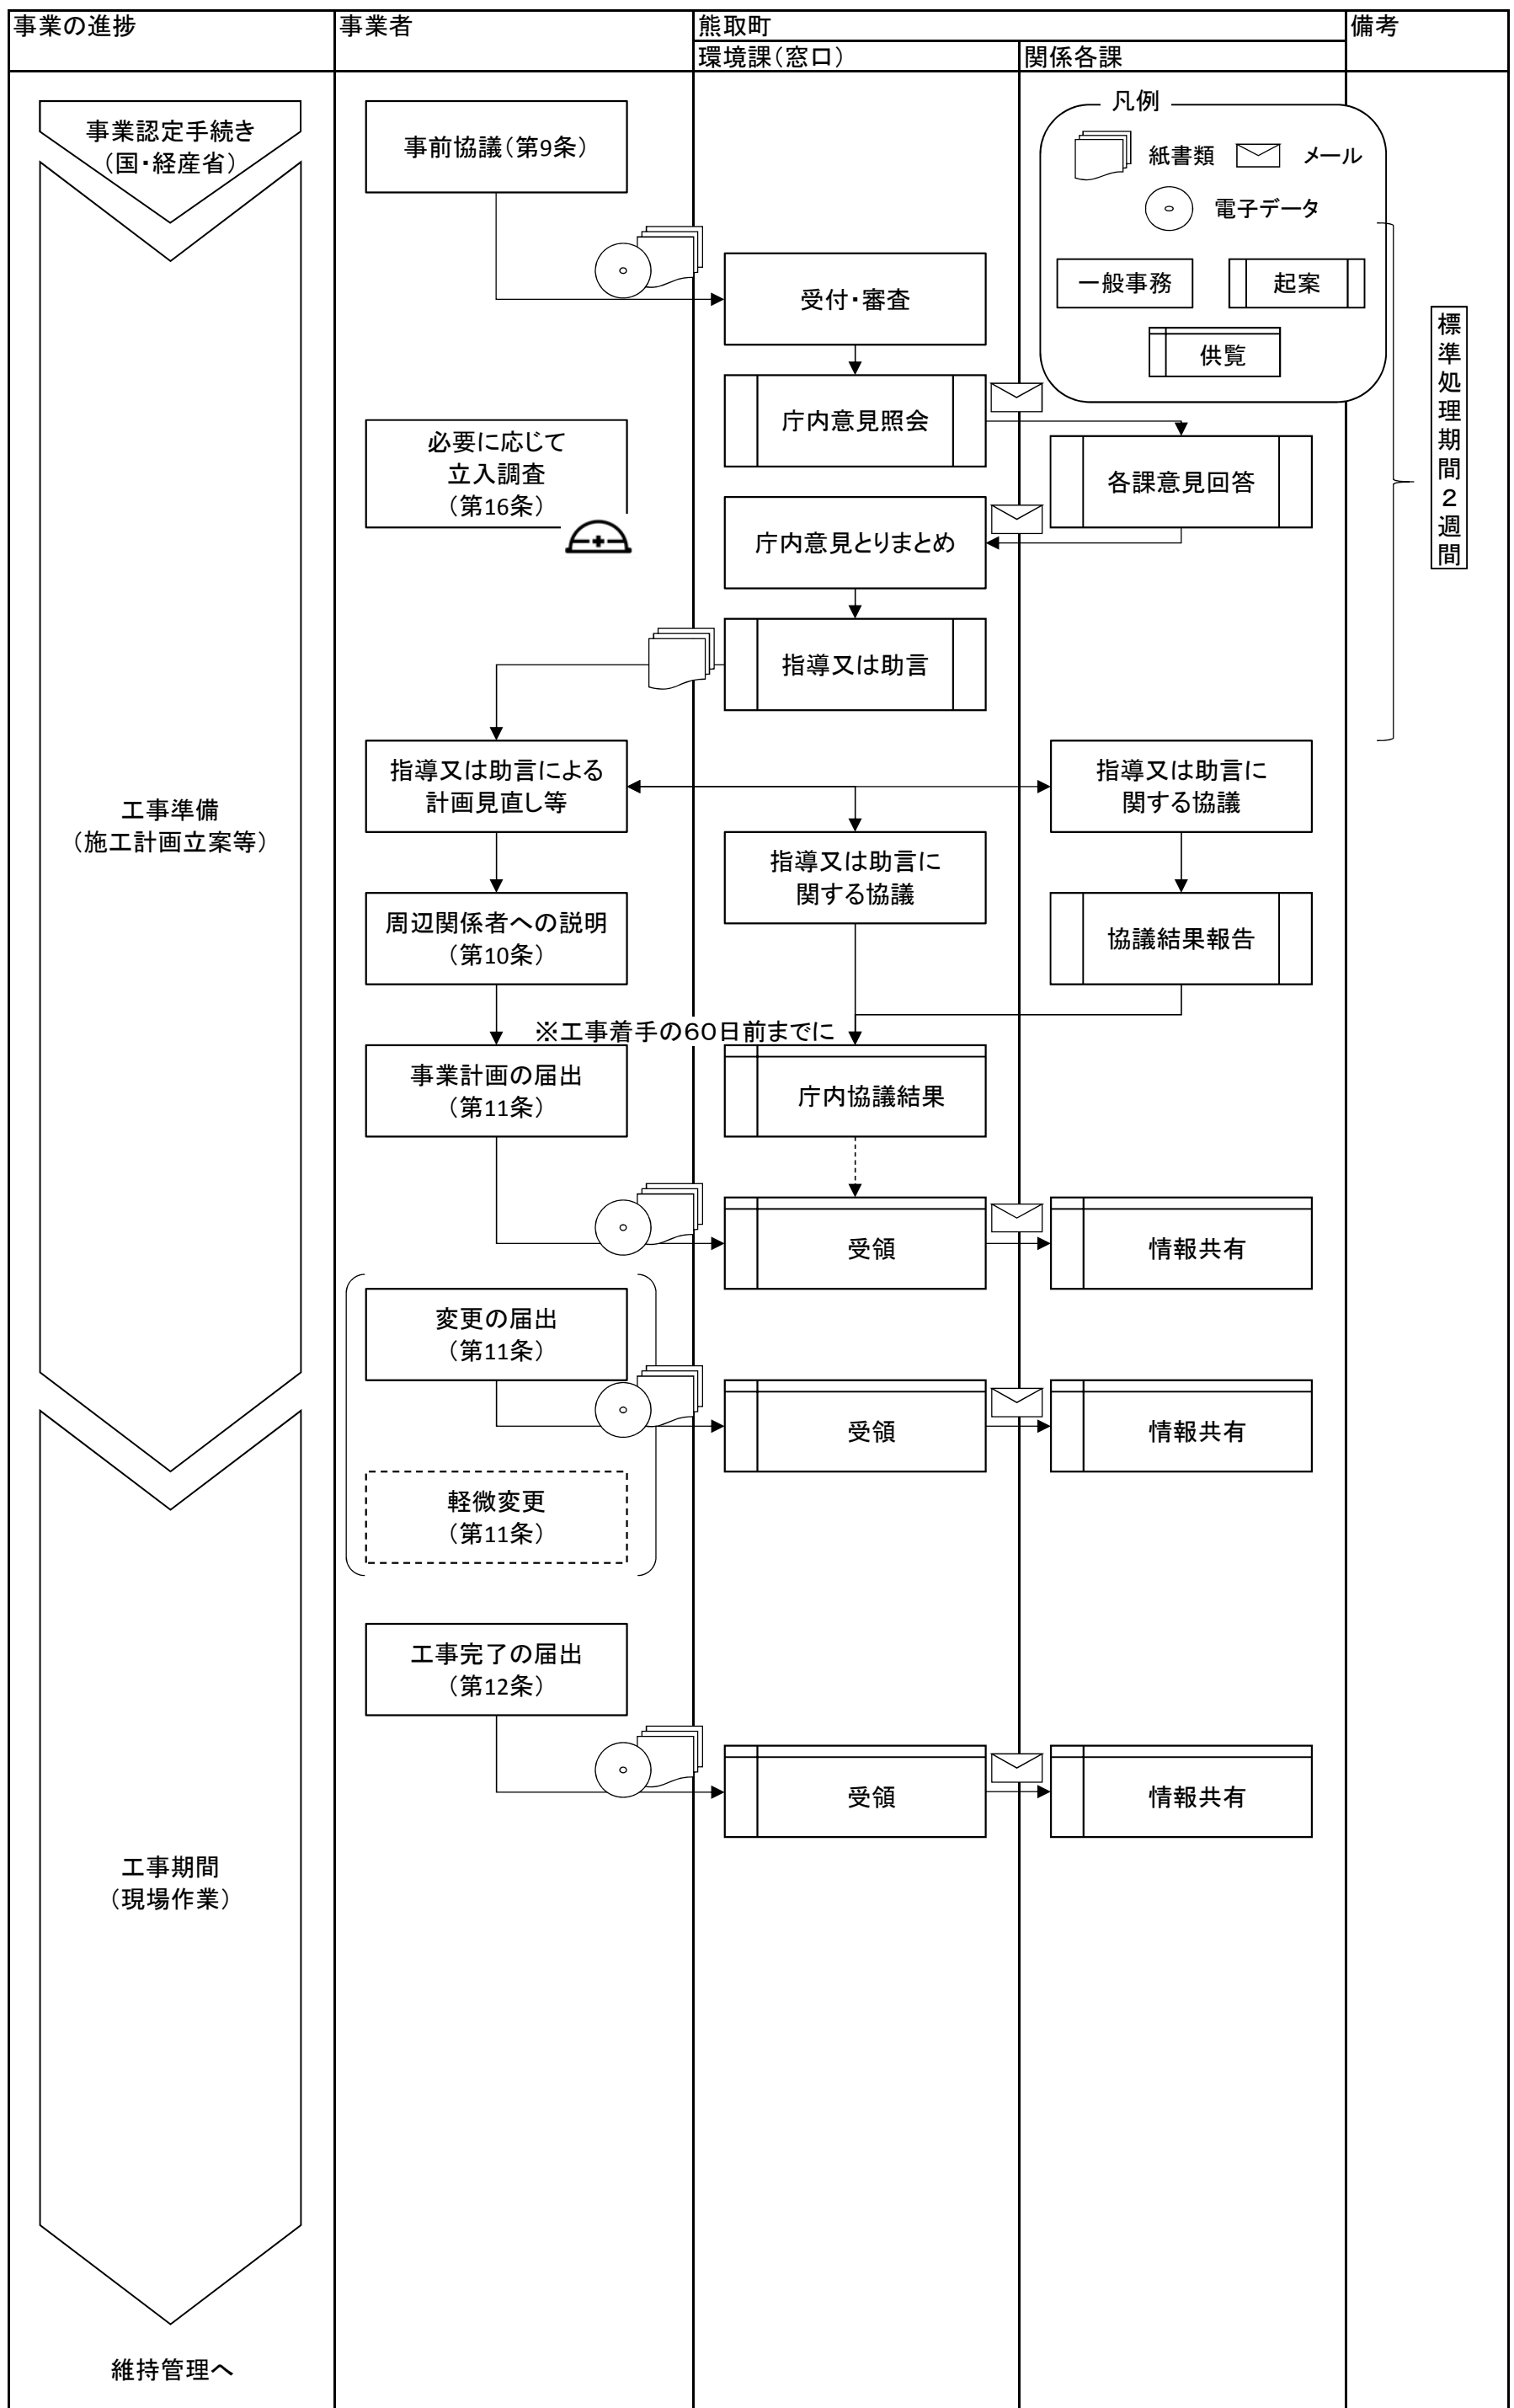 事業の進捗
事業者
熊取町
備考
環境課（窓口）
関係各課
凡例
紙書類
メール
電子データ
一般事務
起案
供覧
事業認定手続き
（国・経産省）
事前協議（第9条）
受付・審査
標準処理期間２週間
庁内意見照会
必要に応じて
立入調査
（第16条）
各課意見回答
庁内意見とりまとめ
指導又は助言
工事準備
（施工計画立案等）
指導又は助言による
計画見直し等
指導又は助言に
関する協議
指導又は助言に
関する協議
周辺関係者への説明
（第10条）
協議結果報告
※工事着手の６０日前までに
事業計画の届出
（第11条）
庁内協議結果
受領
情報共有
変更の届出
（第11条）
受領
情報共有
軽微変更
（第11条）
工事完了の届出
（第12条）
受領
情報共有
工事期間
（現場作業）
維持管理へ